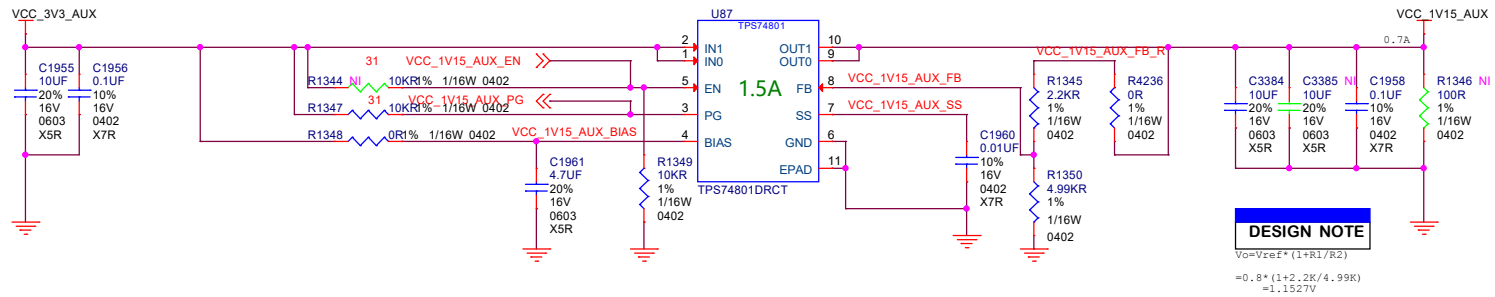 VCC_3V3_AUX
U87
TPS74801
VCC_1V15_AUX
C1955
10UF
20%
16V
0603
X5R
C1956
0.1UF
10%
16V
0402
X7R
31
VCC_1V15_AUX_EN
R1344 NI 10KR 1% 1/16W 0402
31
VCC_1V15_AUX_PG
R1347 10KR 1% 1/16W 0402
R1348 0R 1% 1/16W 0402
VCC_1V15_AUX_BIAS
C1961
4.7UF
20%
16V
0603
X5R
R1349
10KR
1%
1/16W
0402
2 IN1 OUT1 10
1 IN0 OUT0 9
5 EN 1.5A FB 8
3 PG SS 7
4 BIAS GND 6
EPAD 11
TPS74801DRCT
VCC_1V15_AUX_FB
VCC_1V15_AUX_SS
C1960
0.01UF
10%
16V
0402
X7R
VCC_1V15_AUX_FB_R
R1345
2.2KR
1%
1/16W
0402
R4236
0R
1%
1/16W
0402
R1350
4.99KR
1%
1/16W
0402
0.7A
C3384
10UF
20%
16V
0603
X5R
C3385 NI
10UF
20%
16V
0603
X5R
C1958
0.1UF
10%
16V
0402
X7R
R1346 NI
100R
1%
1/16W
0402
DESIGN NOTE
Vo=Vref*(1+R1/R2)
=0.8*(1+2.2K/4.99K)
=1.1527V